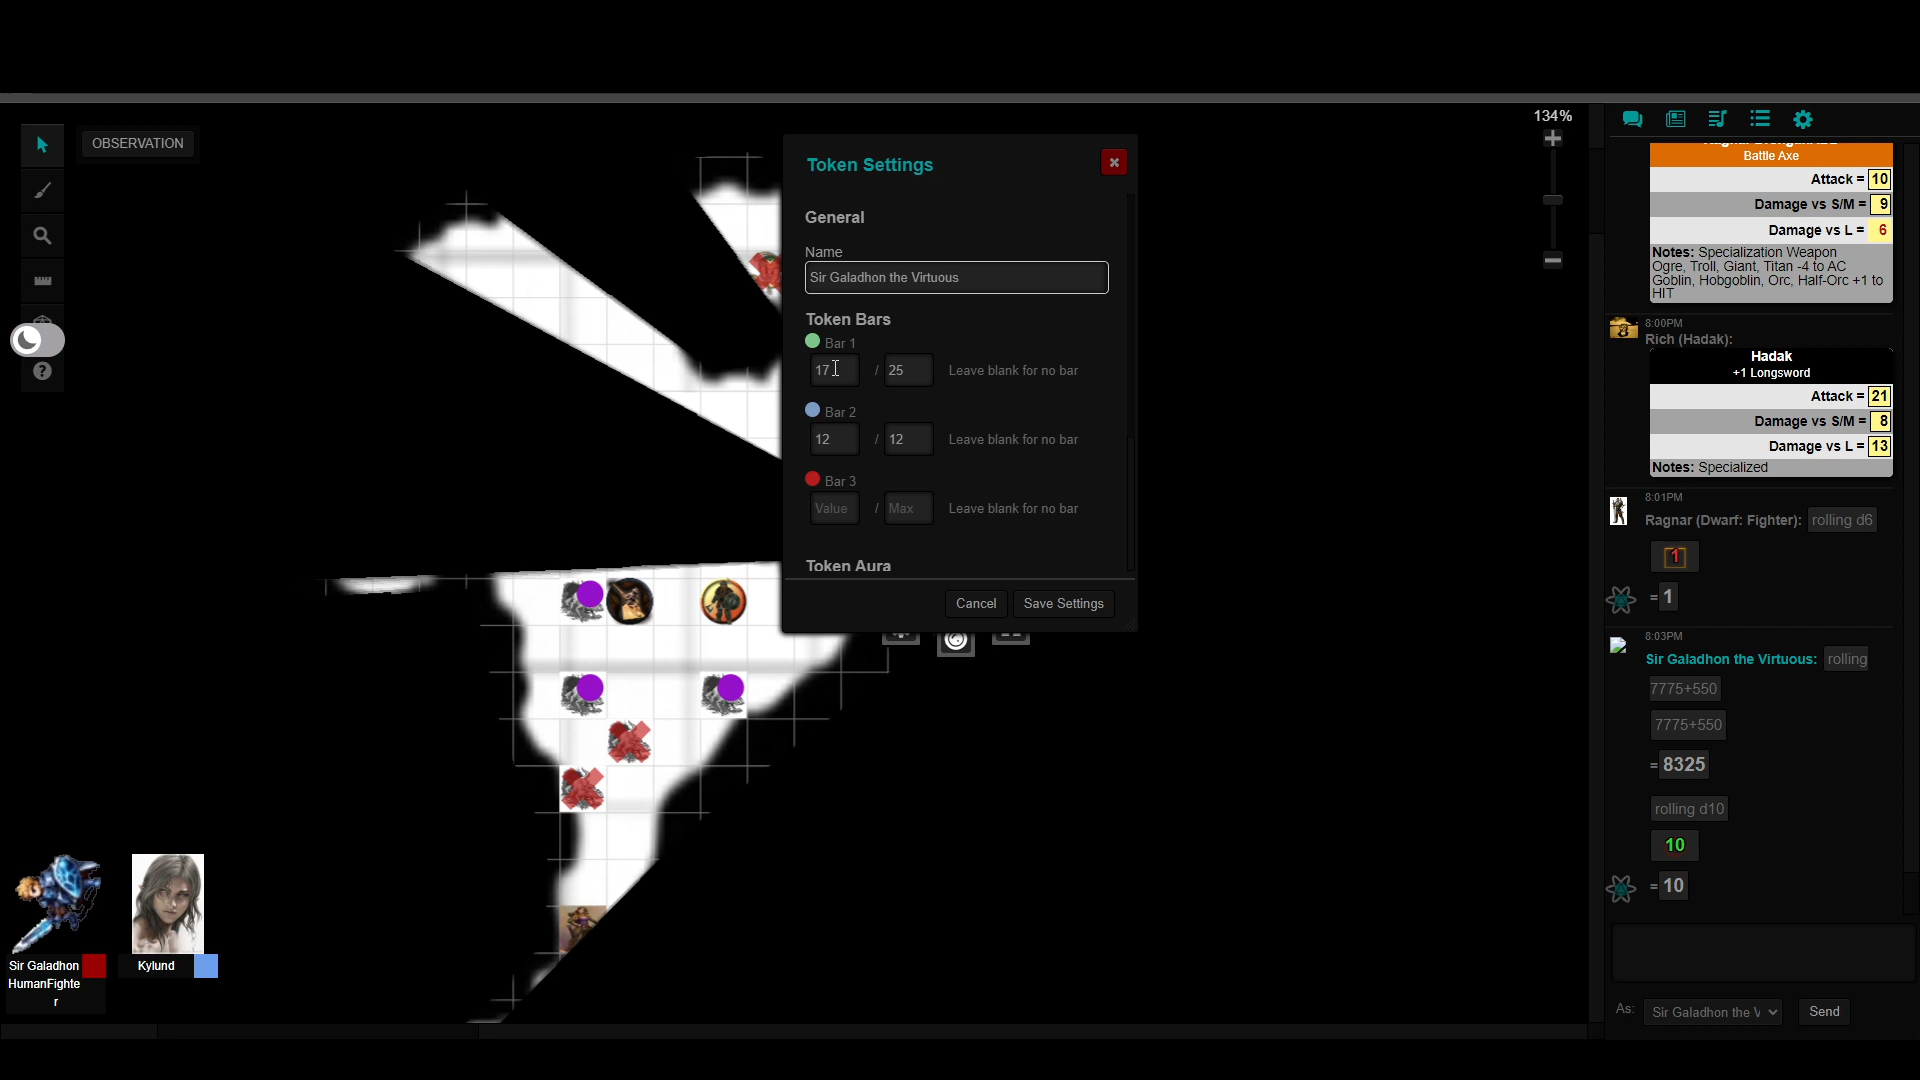 OBSERVATION
134%
Token Settings
General
Name
Sir Galadhon the Virtuous
Token Bars
Bar 1
17 / 25 Leave blank for no bar
Bar 2
12 / 12 Leave blank for no bar
Bar 3
Value / Max Leave blank for no bar
Token Aura
Cancel Save Settings
Sir Galadhon
HumanFighte
r
Kylund
Battle Axe
Attack = 10
Damage vs S/M = 9
Damage vs L = 6
Notes: Specialization Weapon
Ogre, Troll, Giant, Titan -4 to AC
Goblin, Hobgoblin, Orc, Half-Orc +1 to
HIT
8:00PM
Rich (Hadak):
Hadak
+1 Longsword
Attack = 21
Damage vs S/M = 8
Damage vs L = 13
Notes: Specialized
8:01PM
Ragnar (Dwarf: Fighter): rolling d6
1
= 1
8:03PM
Sir Galadhon the Virtuous: rolling
7775+550
7775+550
= 8325
rolling d10
10
= 10
As: Sir Galadhon the V Send